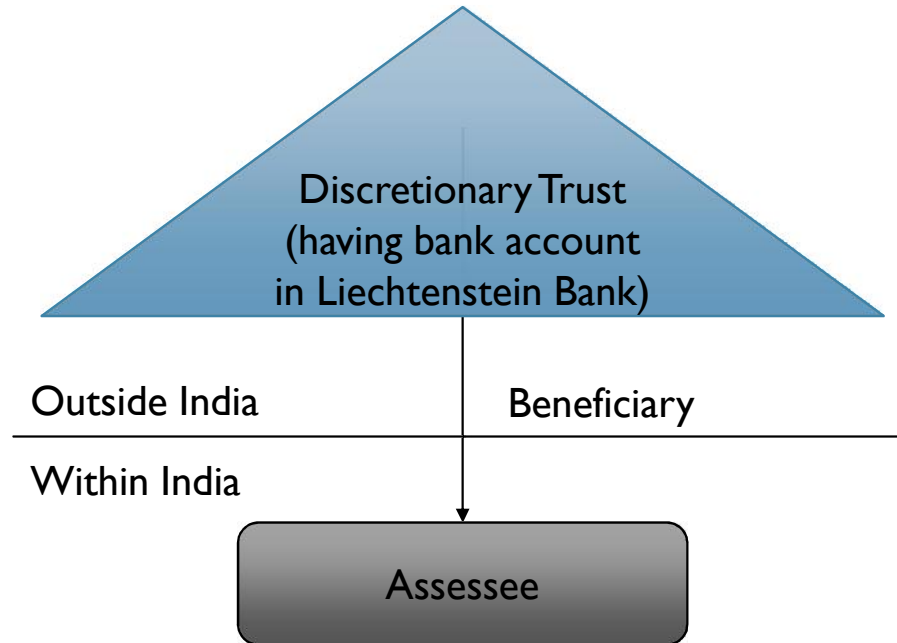 Discretionary Trust
(having bank account
in Liechtenstein Bank)
Outside India
Beneficiary
Within India
Assessee